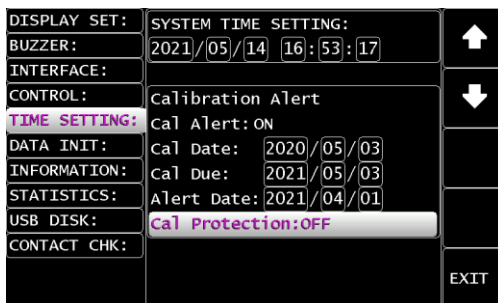 DISPLAY SET:
BUZZER:
INTERFACE:
CONTROL:
TIME SETTING:
DATA INIT:
INFORMATION:
STATISTICS:
USB DISK:
CONTACT CHK:
SYSTEM TIME SETTING:
2021/05/14 16:53:17
Calibration Alert
Cal Alert:ON
Cal Date: 2020/05/03
Cal Due: 2021/05/03
Alert Date:2021/04/01
Cal Protection:OFF
EXIT